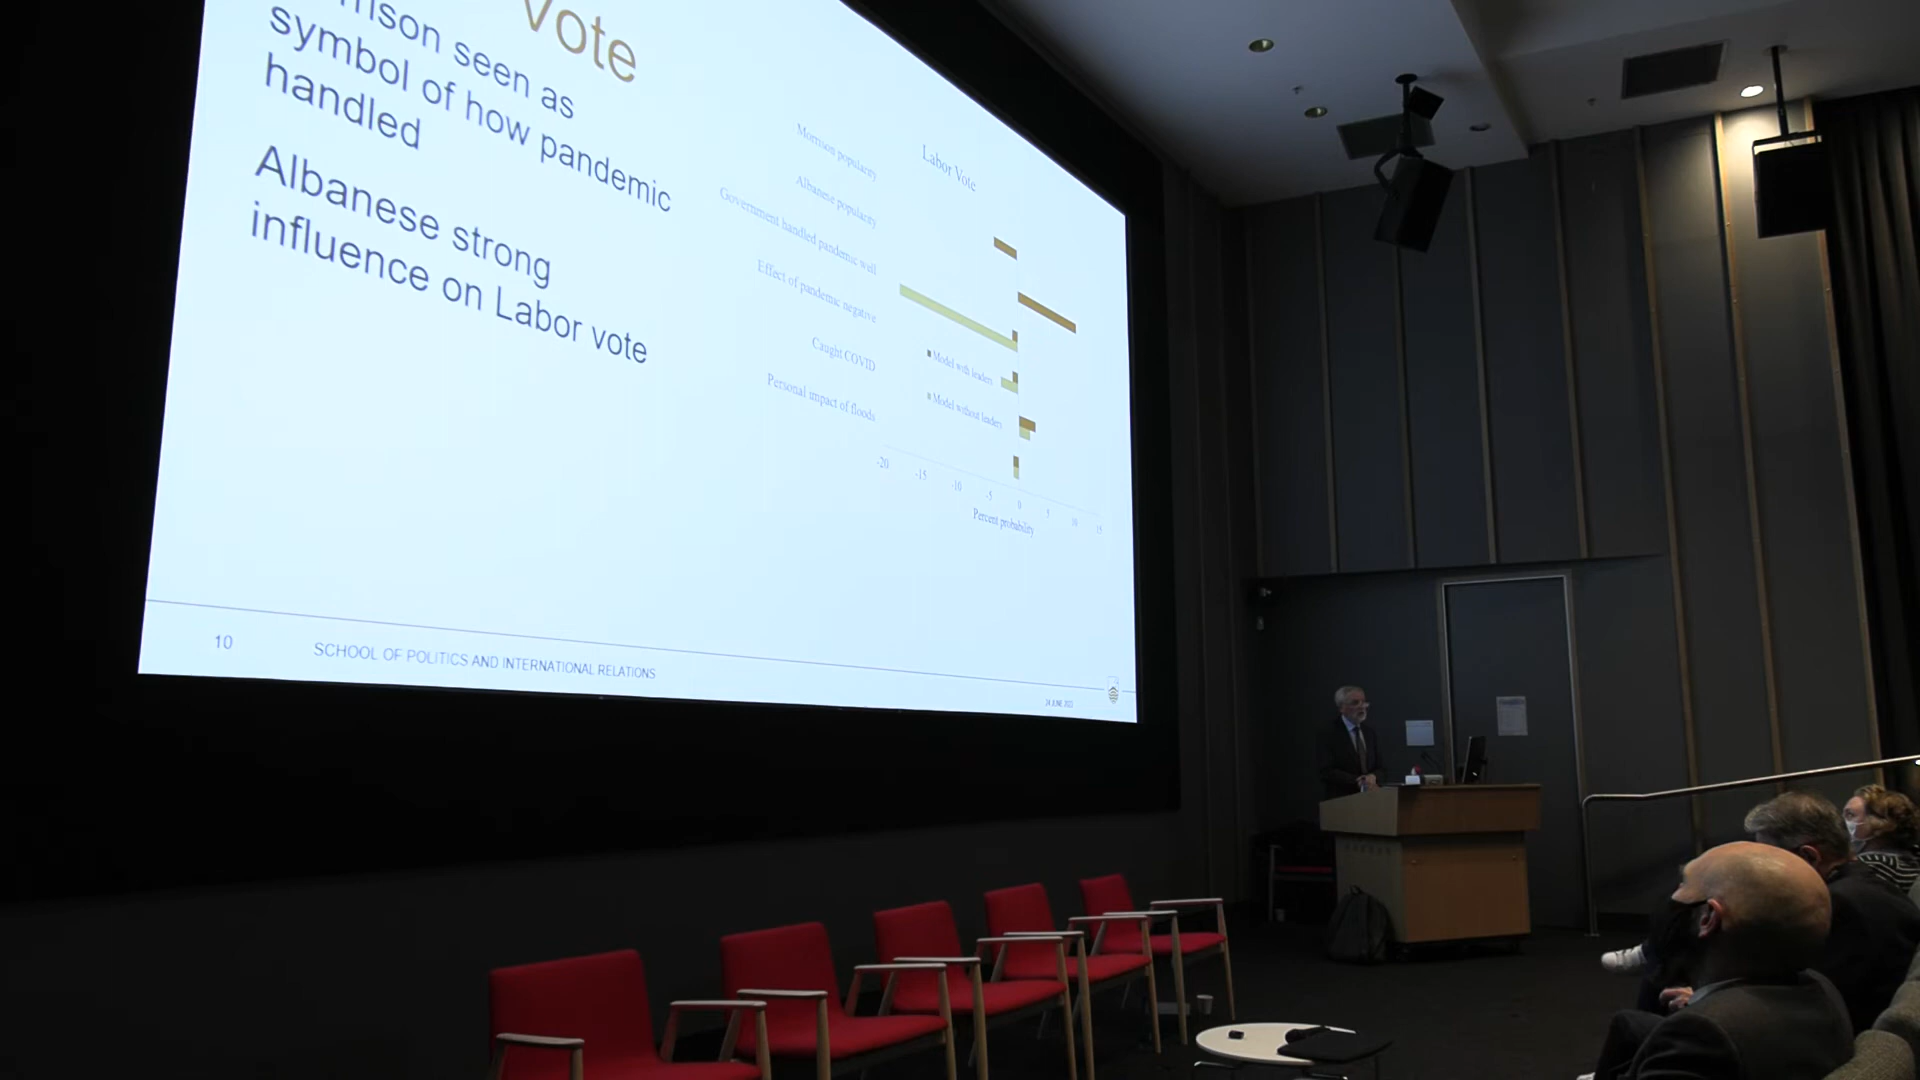 Vote
rrison seen as
symbol of how pandemic
handled
Albanese strong
influence on Labor vote
Labor Vote
Morrison popularity
Albanese popularity
Government handled pandemic well
Effect of pandemic negative
Caught COVID
Personal impact of floods
Model with leaders
Model without leaders
-20 -15 -10 -5 0 5 10 15
Percent probability
10 SCHOOL OF POLITICS AND INTERNATIONAL RELATIONS